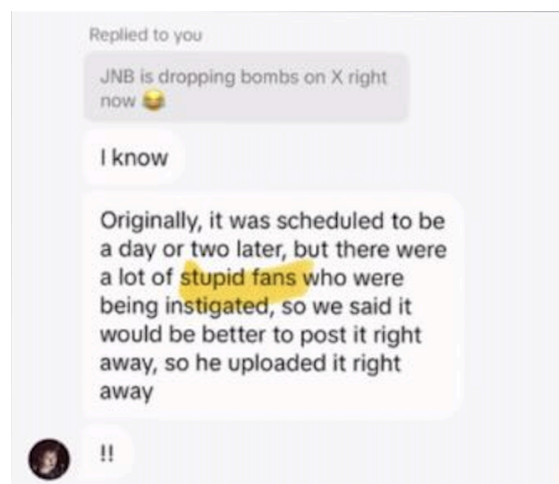 Replied to you
JNB is dropping bombs on X right
now 😂
I know
Originally, it was scheduled to be
a day or two later, but there were
a lot of stupid fans who were
being instigated, so we said it
would be better to post it right
away, so he uploaded it right
away
!!